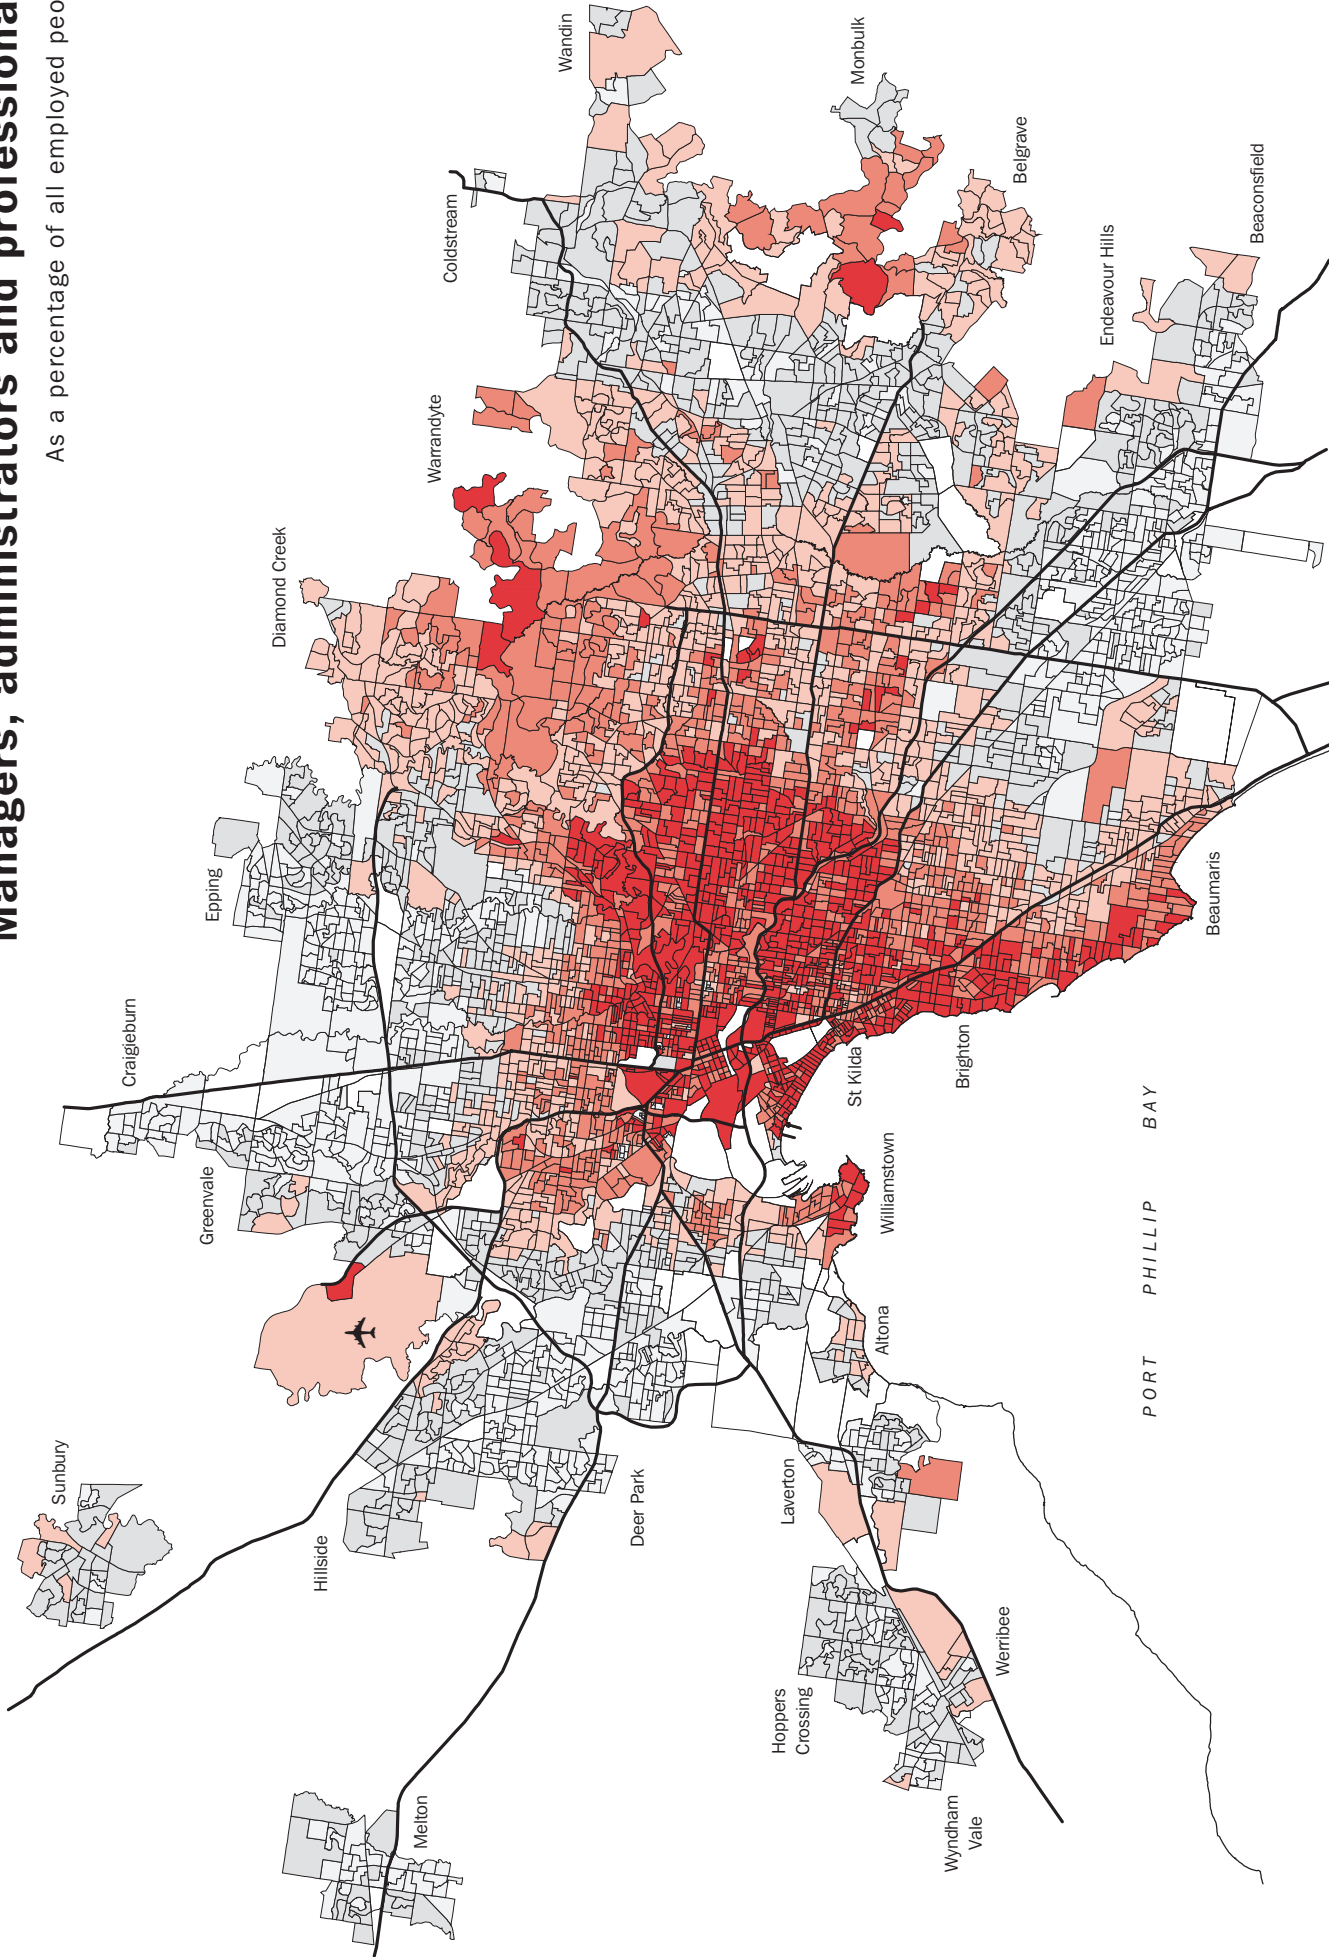 Managers, administrators and professiona
As a percentage of all employed peo
Sunbury
Craigieburn
Epping
Greenvale
Diamond Creek
Hillside
Melton
Warrandyte
Coldstream
Wandin
Deer Park
Laverton
Hoppers
Crossing
Monbulk
St Kilda
Altona
Williamstown
Wyndham
Vale
Brighton
Werribee
Belgrave
Endeavour Hills
PORT PHILLIP BAY
Beaumaris
Beaconsfield